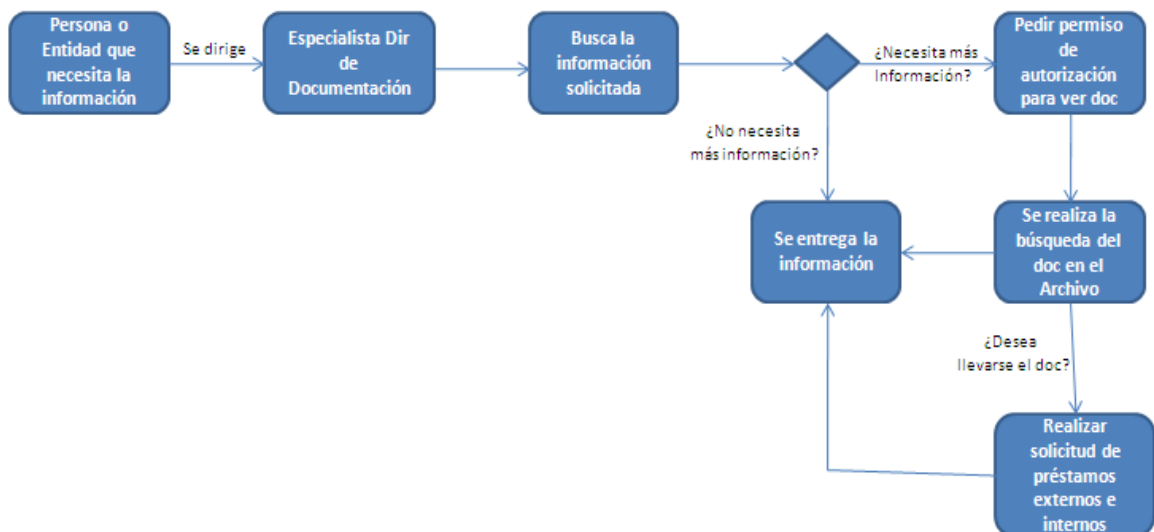 Persona o
Entidad que
necesita la
información
Se dirige
Especialista Dir
de
Documentación
Busca la
información
solicitada
¿Necesita más
Información?
Pedir permiso
de
autorización
para ver doc
¿No necesita
más información?
Se entrega la
información
Se realiza la
búsqueda del
doc en el
Archivo
¿Desea
llevarse el doc?
Realizar
solicitud de
préstamos
externos e
internos